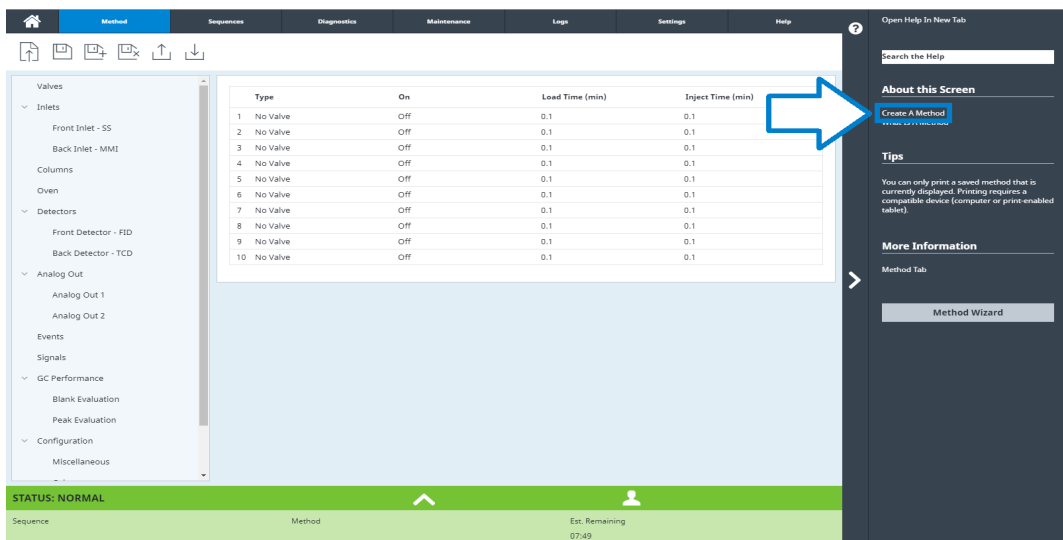 Method Sequences Diagnostics Maintenance Logs Settings Help
Open Help In New Tab
Search the Help
Valves
Inlets
Front Inlet - SS
Back Inlet - MMI
Columns
Oven
Detectors
Front Detector - FID
Back Detector - TCD
Analog Out
Analog Out 1
Analog Out 2
Events
Signals
GC Performance
Blank Evaluation
Peak Evaluation
Configuration
Miscellaneous
Type On Load Time (min) Inject Time (min)
1 No Valve Off 0.1 0.1
2 No Valve Off 0.1 0.1
3 No Valve Off 0.1 0.1
4 No Valve Off 0.1 0.1
5 No Valve Off 0.1 0.1
6 No Valve Off 0.1 0.1
7 No Valve Off 0.1 0.1
8 No Valve Off 0.1 0.1
9 No Valve Off 0.1 0.1
10 No Valve Off 0.1 0.1
About this Screen
Create A Method
What Is A Method
Tips
You can only print a saved method that is
currently displayed. Printing requires a
compatible device (computer or print-enabled
tablet).
More Information
Method Tab
Method Wizard
STATUS: NORMAL
Sequence Method Est. Remaining
07:49